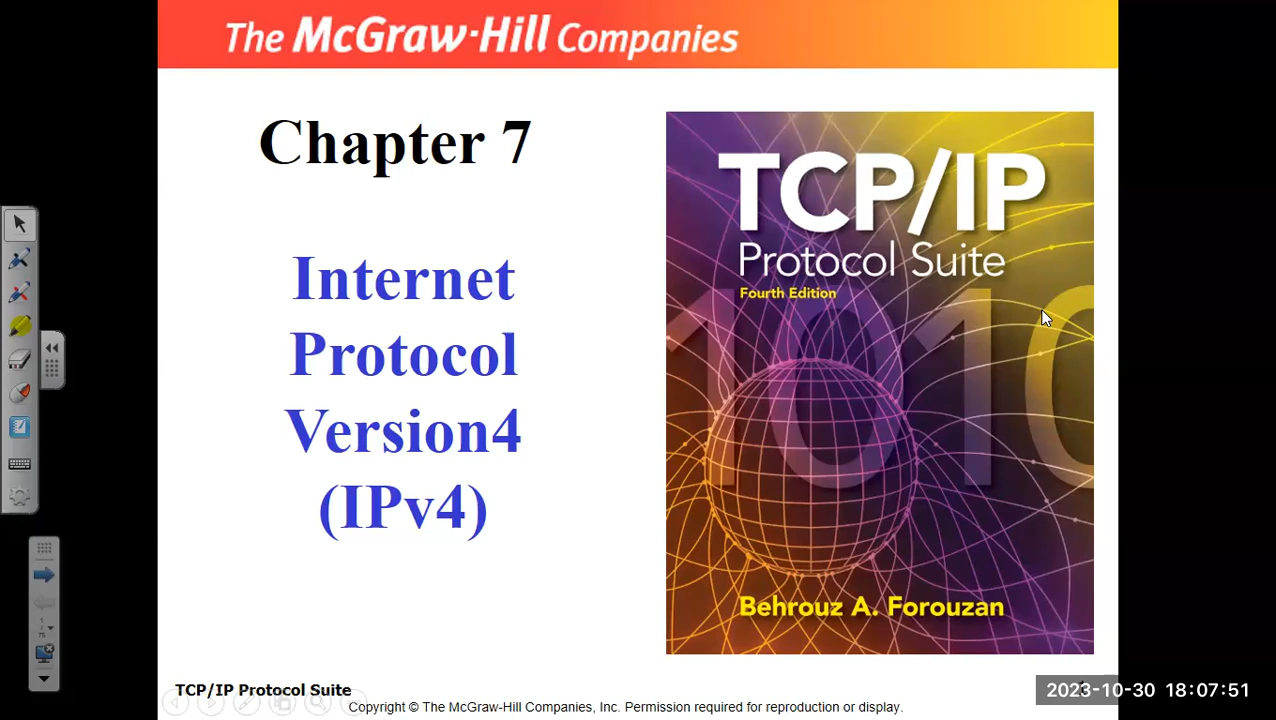 The McGraw-Hill Companies
Chapter 7
Internet
Protocol
Version4
(IPv4)
TCP/IP
Protocol Suite
Fourth Edition
1010
Behrouz A. Forouzan
TCP/IP Protocol Suite
Copyright © The McGraw-Hill Companies, Inc. Permission required for reproduction or display.
2023-10-30 18:07:51